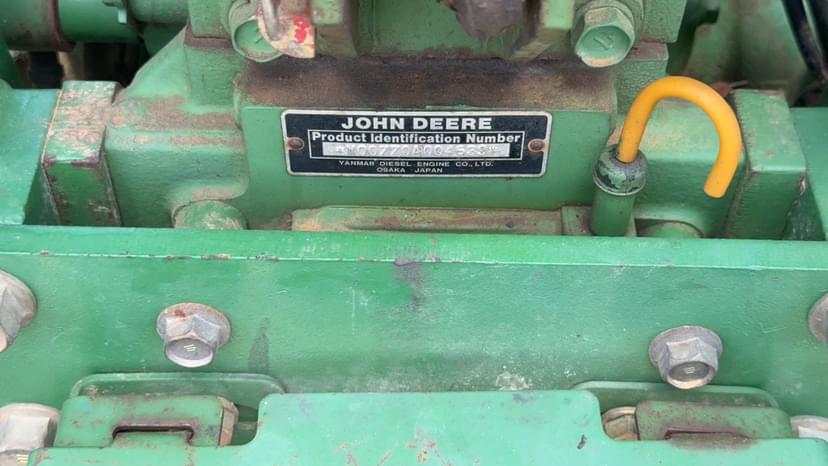 JOHN DEERE
Product Identification Number
YANMAR DIESEL ENGINE CO., LTD.
OSAKA JAPAN